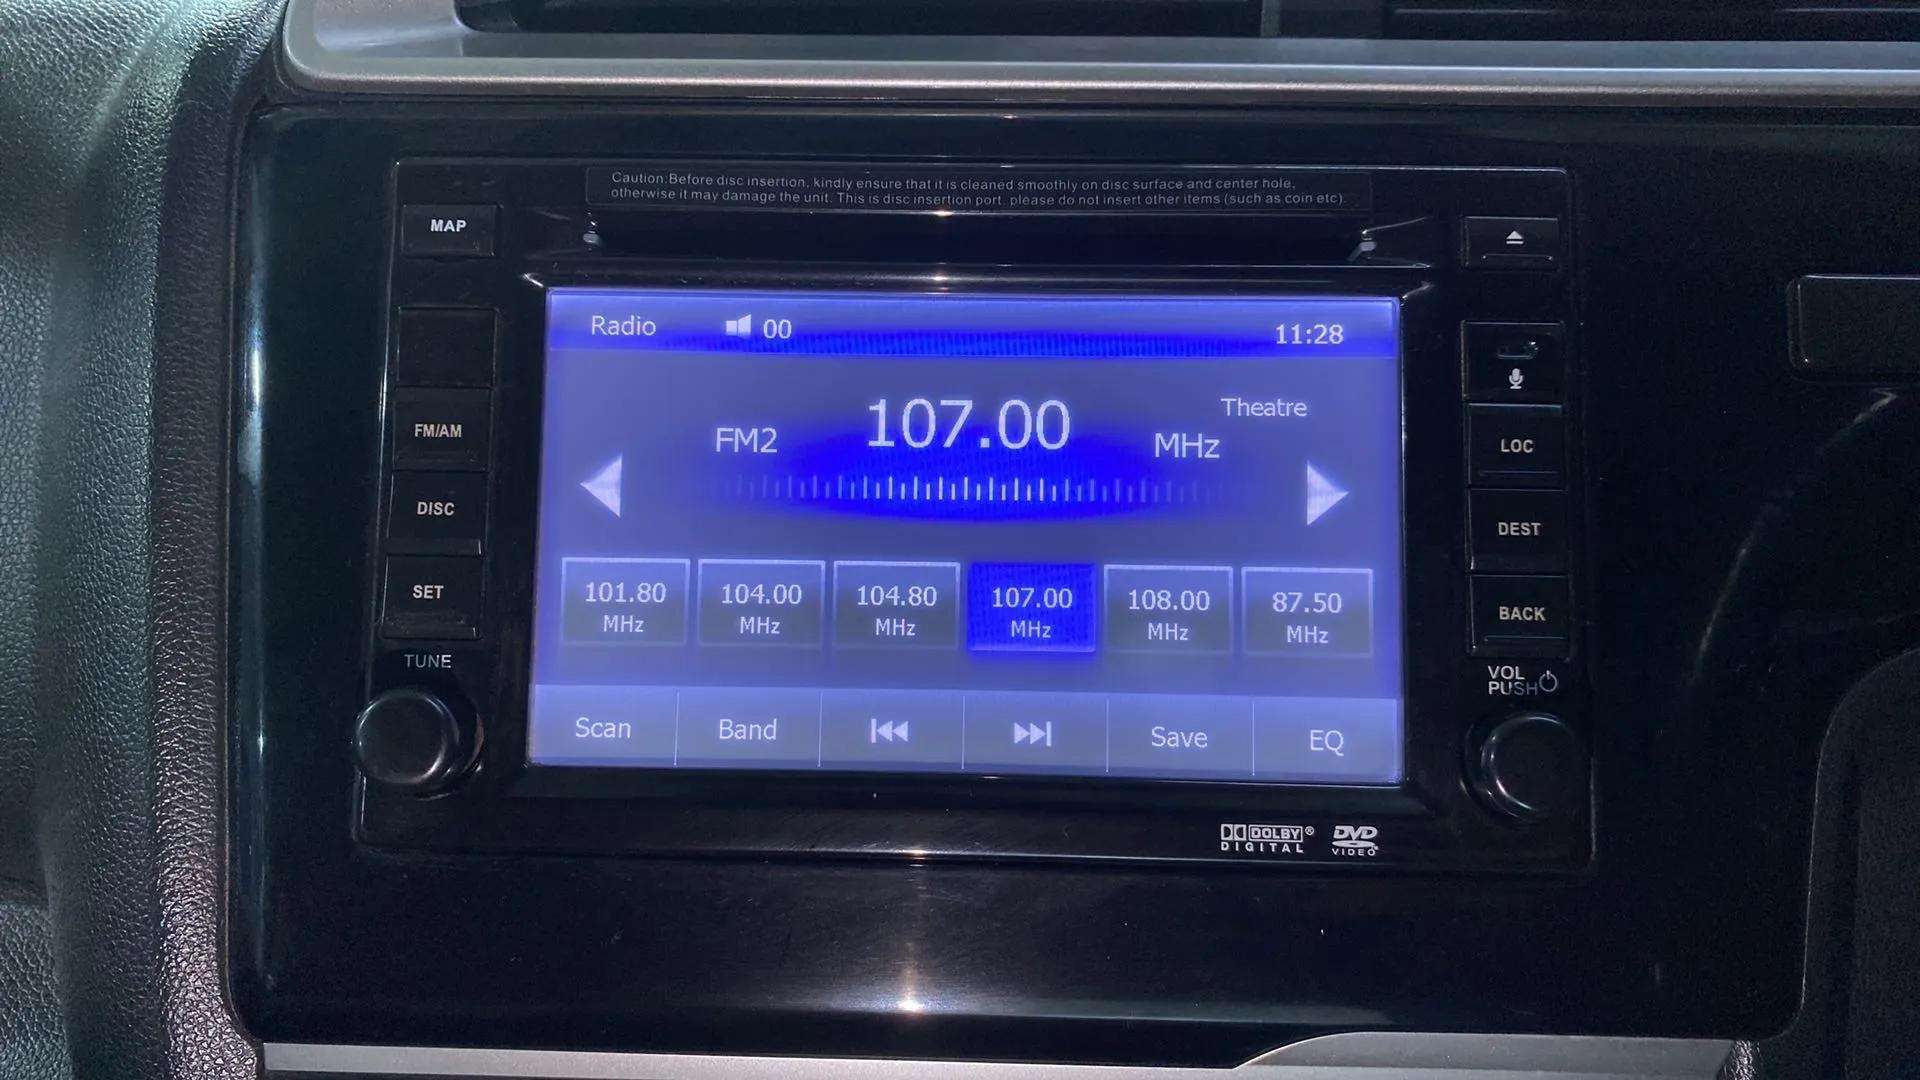 Caution:Before disc insertion, kindly ensure that it is cleaned smoothly on disc surface and center hole,
otherwise it may damage the unit. This is disc insertion port, please do not insert other items (such as coin etc).
MAP
FM/AM
DISC
SET
TUNE
Radio 00 11:28
FM2 107.00 MHz Theatre
101.80 104.00 104.80 107.00 108.00 87.50
MHz MHz MHz MHz MHz MHz
Scan Band Save EQ
LOC
DEST
BACK
VOL
PUSH
DOLBY®
DIGITAL
DVD
VIDEO